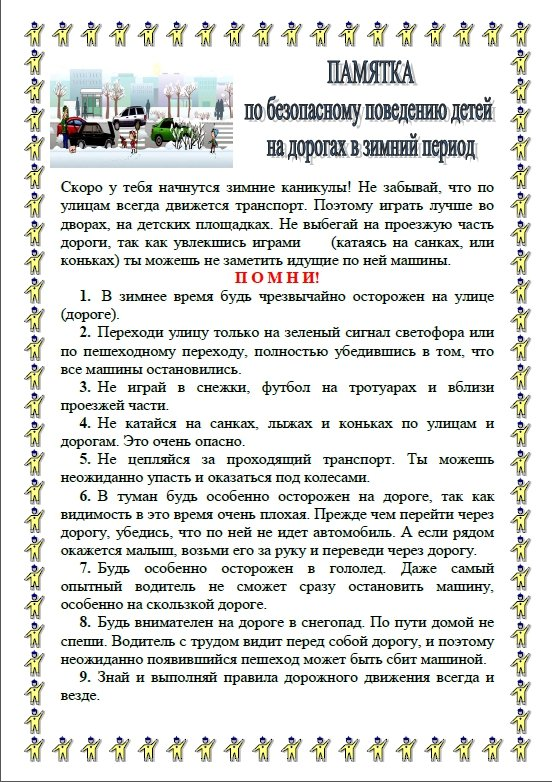 ПАМЯТКА
по безопасному поведению детей
на дорогах в зимний период
Скоро у тебя начнутся зимние каникулы! Не забывай, что по
улицам всегда движется транспорт. Поэтому играть лучше во
дворах, на детских площадках. Не выбегай на проезжую часть
дороги, так как увлекшись играми (катаясь на санках, или
коньках) ты можешь не заметить идущие по ней машины.
П О М Н И!
1. В зимнее время будь чрезвычайно осторожен на улице
(дороге).
2. Переходи улицу только на зеленый сигнал светофора или
по пешеходному переходу, полностью убедившись в том, что
все машины остановились.
3. Не играй в снежки, футбол на тротуарах и вблизи
проезжей части.
4. Не катайся на санках, лыжах и коньках по улицам и
дорогам. Это очень опасно.
5. Не цепляйся за проходящий транспорт. Ты можешь
неожиданно упасть и оказаться под колесами.
6. В туман будь особенно осторожен на дороге, так как
видимость в это время очень плохая. Прежде чем перейти через
дорогу, убедись, что по ней не идет автомобиль. А если рядом
окажется малыш, возьми его за руку и переведи через дорогу.
7. Будь особенно осторожен в гололед. Даже самый
опытный водитель не сможет сразу остановить машину,
особенно на скользкой дороге.
8. Будь внимателен на дороге в снегопад. По пути домой не
спеши. Водитель с трудом видит перед собой дорогу, и поэтому
неожиданно появившийся пешеход может быть сбит машиной.
9. Знай и выполняй правила дорожного движения всегда и
везде.